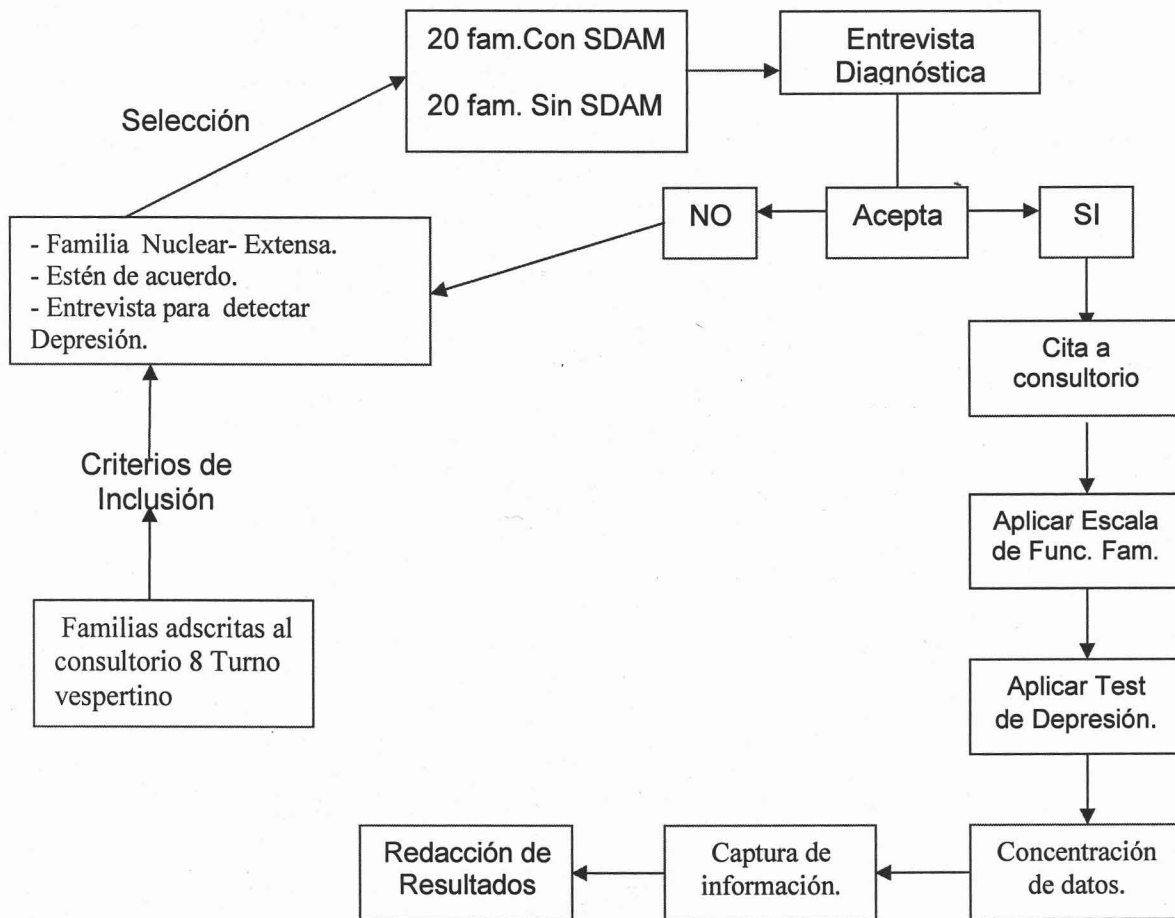 20 fam.Con SDAM
20 fam. Sin SDAM
Entrevista
Diagnóstica
Selección
NO
Acepta
SI
- Familia Nuclear- Extensa.
- Estén de acuerdo.
- Entrevista para detectar
Depresión.
Cita a
consultorio
Criterios de
Inclusión
Aplicar Escala
de Func. Fam.
Familias adscritas al
consultorio 8 Turno
vespertino
Aplicar Test
de Depresión.
Redacción de
Resultados
Captura de
información.
Concentración
de datos.